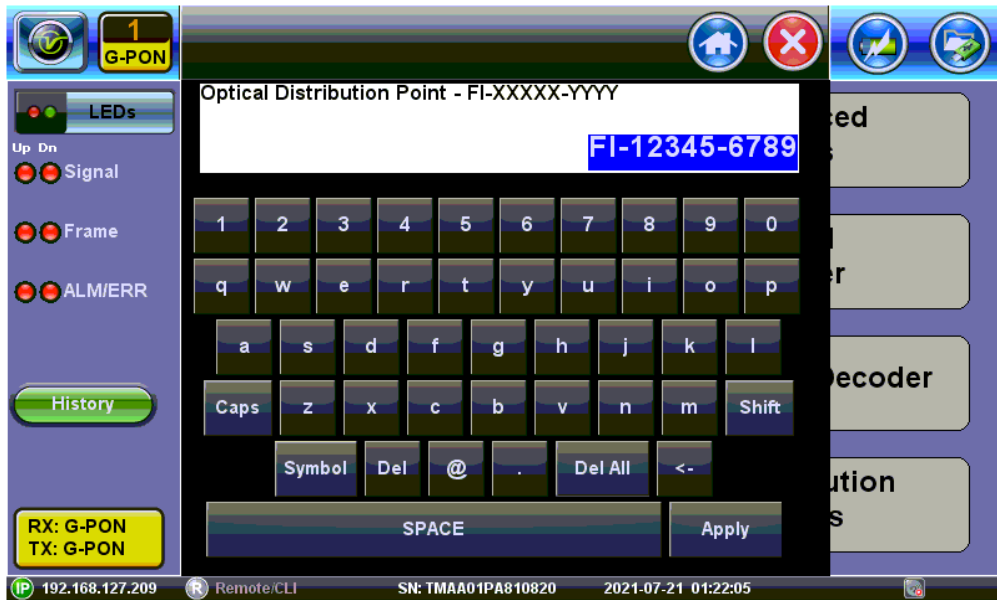 1
G-PON
LEDs
Up Dn
Signal
Frame
ALM/ERR
History
RX: G-PON
TX: G-PON
Optical Distribution Point - FI-XXXXX-YYYY
FI-12345-6789
1 2 3 4 5 6 7 8 9 0
q w e r t y u i o p
a s d f g h j k l
Caps z x c b v n m Shift
Symbol Del @ . Del All <-
SPACE Apply
ced
s
l
er
Decoder
ution
s
IP 192.168.127.209 R Remote/CLI SN: TMAA01PA810820 2021-07-21 01:22:05